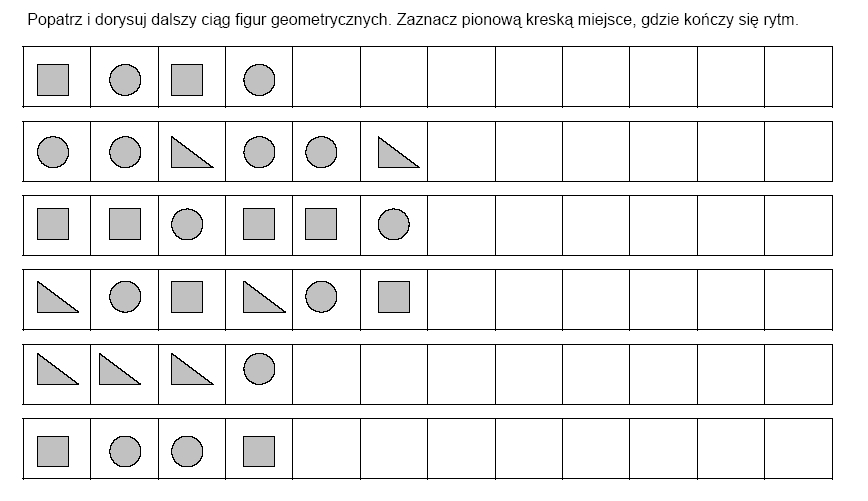 Popatrz i dorysuj dalszy ciąg figur geometrycznych. Zaznacz pionową kreską miejsce, gdzie kończy się rytm.